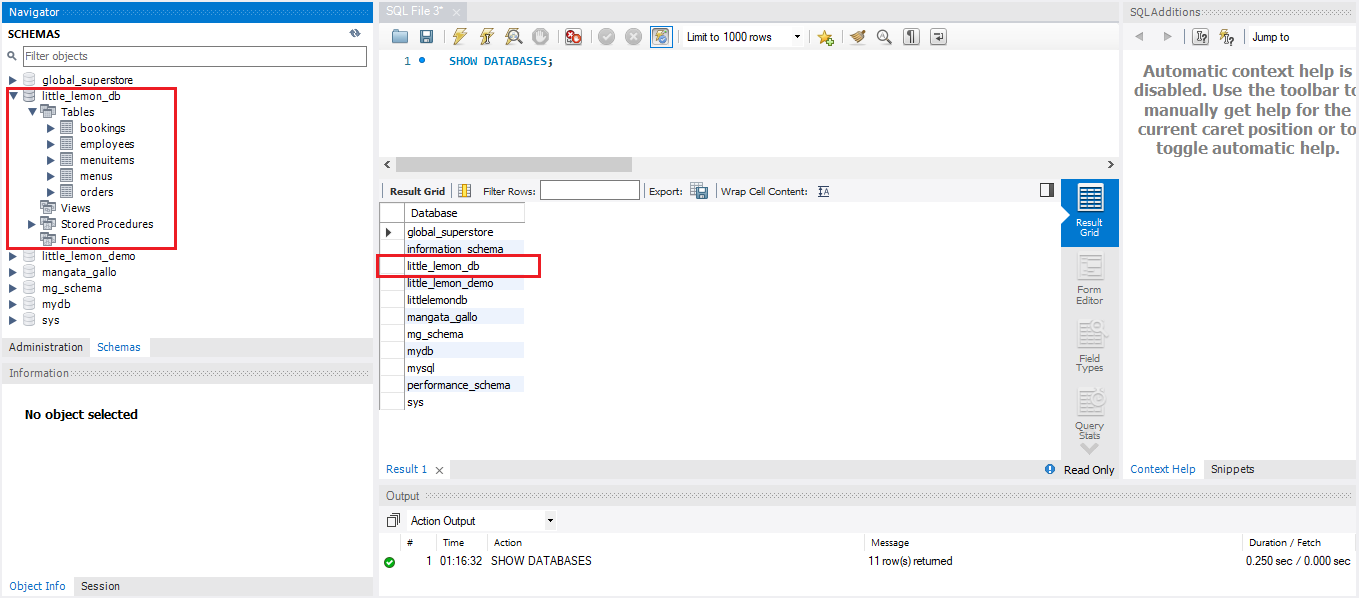 Navigator
SCHEMAS
Filter objects
global_superstore
little_lemon_db
Tables
bookings
employees
menuitems
menus
orders
Views
Stored Procedures
Functions
little_lemon_demo
mangata_gallo
mg_schema
mydb
sys
Administration Schemas
Information
No object selected
Object Info Session
SQL File 3*
Limit to 1000 rows
1 SHOW DATABASES;
Result Grid Filter Rows: Export: Wrap Cell Content:
Database
global_superstore
information_schema
little_lemon_db
little_lemon_demo
littlelemondb
mangata_gallo
mg_schema
mydb
mysql
performance_schema
sys
Result
Grid
Form
Editor
Field
Types
Query
Stats
Result 1
Read Only
Output
Action Output
# Time Action Message Duration / Fetch
1 01:16:32 SHOW DATABASES 11 row(s) returned 0.250 sec / 0.000 sec
SQLAdditions
Jump to
Automatic context help is
disabled. Use the toolbar to
manually get help for the
current caret position or to
toggle automatic help.
Context Help Snippets